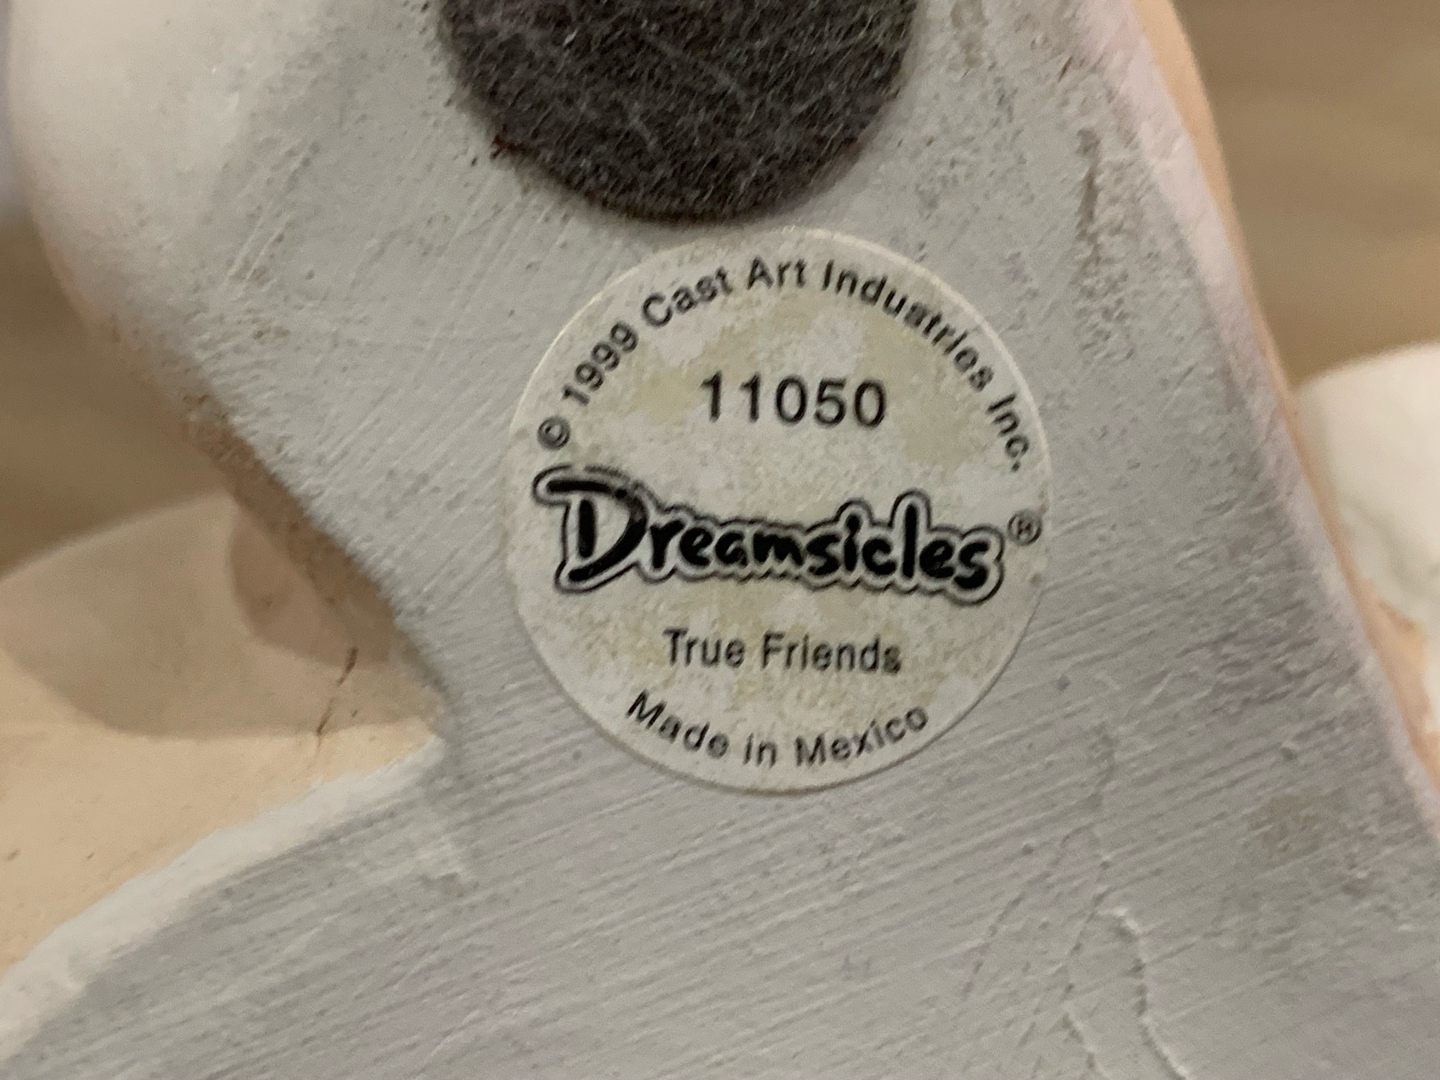 © 1999 Cast Art Industries Inc.
11050
Dreamsicles®
True Friends
Made in Mexico